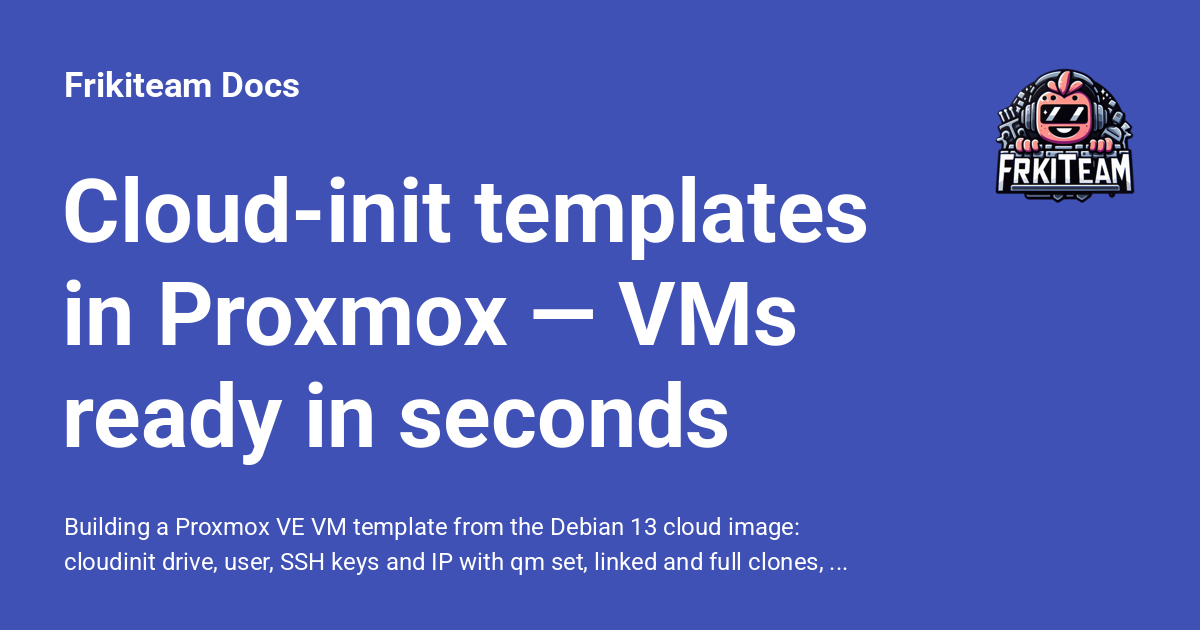 Frikiteam Docs
FRKITEAM
Cloud-init templates
in Proxmox — VMs
ready in seconds
Building a Proxmox VE VM template from the Debian 13 cloud image:
cloudinit drive, user, SSH keys and IP with qm set, linked and full clones, ...